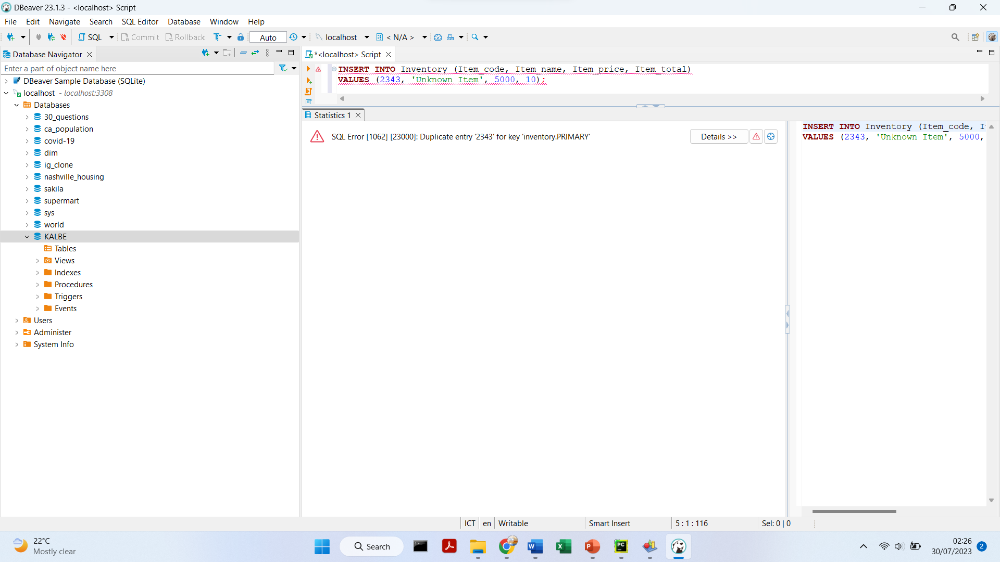 DBeaver 23.1.3 - <localhost> Script
File Edit Navigate Search SQL Editor Database Window Help
SQL Commit Rollback Auto localhost < N/A >
Database Navigator
*<localhost> Script
Enter a part of object name here
INSERT INTO Inventory (Item_code, Item_name, Item_price, Item_total)
VALUES (2343, 'Unknown Item', 5000, 10);
DBeaver Sample Database (SQLite)
localhost - localhost:3308
Databases
30_questions
ca_population
covid-19
dim
ig_clone
nashville_housing
sakila
supermart
sys
world
KALBE
Tables
Views
Indexes
Procedures
Triggers
Events
Users
Administer
System Info
Statistics 1
SQL Error [1062] [23000]: Duplicate entry '2343' for key 'inventory.PRIMARY'
Details >>
INSERT INTO Inventory (Item_code, I
VALUES (2343, 'Unknown Item', 5000,
ICT en Writable Smart Insert 5 : 1 : 116 Sel: 0 | 0
22°C
Mostly clear
Search
W
X
P
PC
02:26
30/07/2023
2